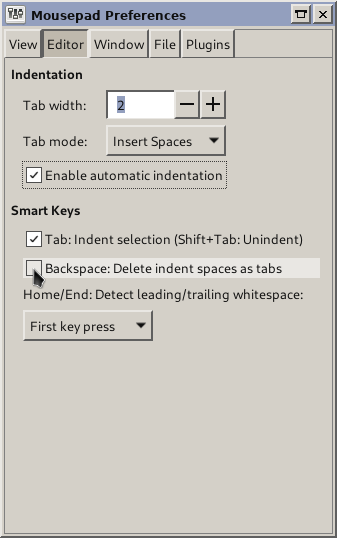 Mousepad Preferences
View Editor Window File Plugins
Indentation
Tab width: 2
Tab mode: Insert Spaces
Enable automatic indentation
Smart Keys
Tab: Indent selection (Shift+Tab: Unindent)
Backspace: Delete indent spaces as tabs
Home/End: Detect leading/trailing whitespace:
First key press